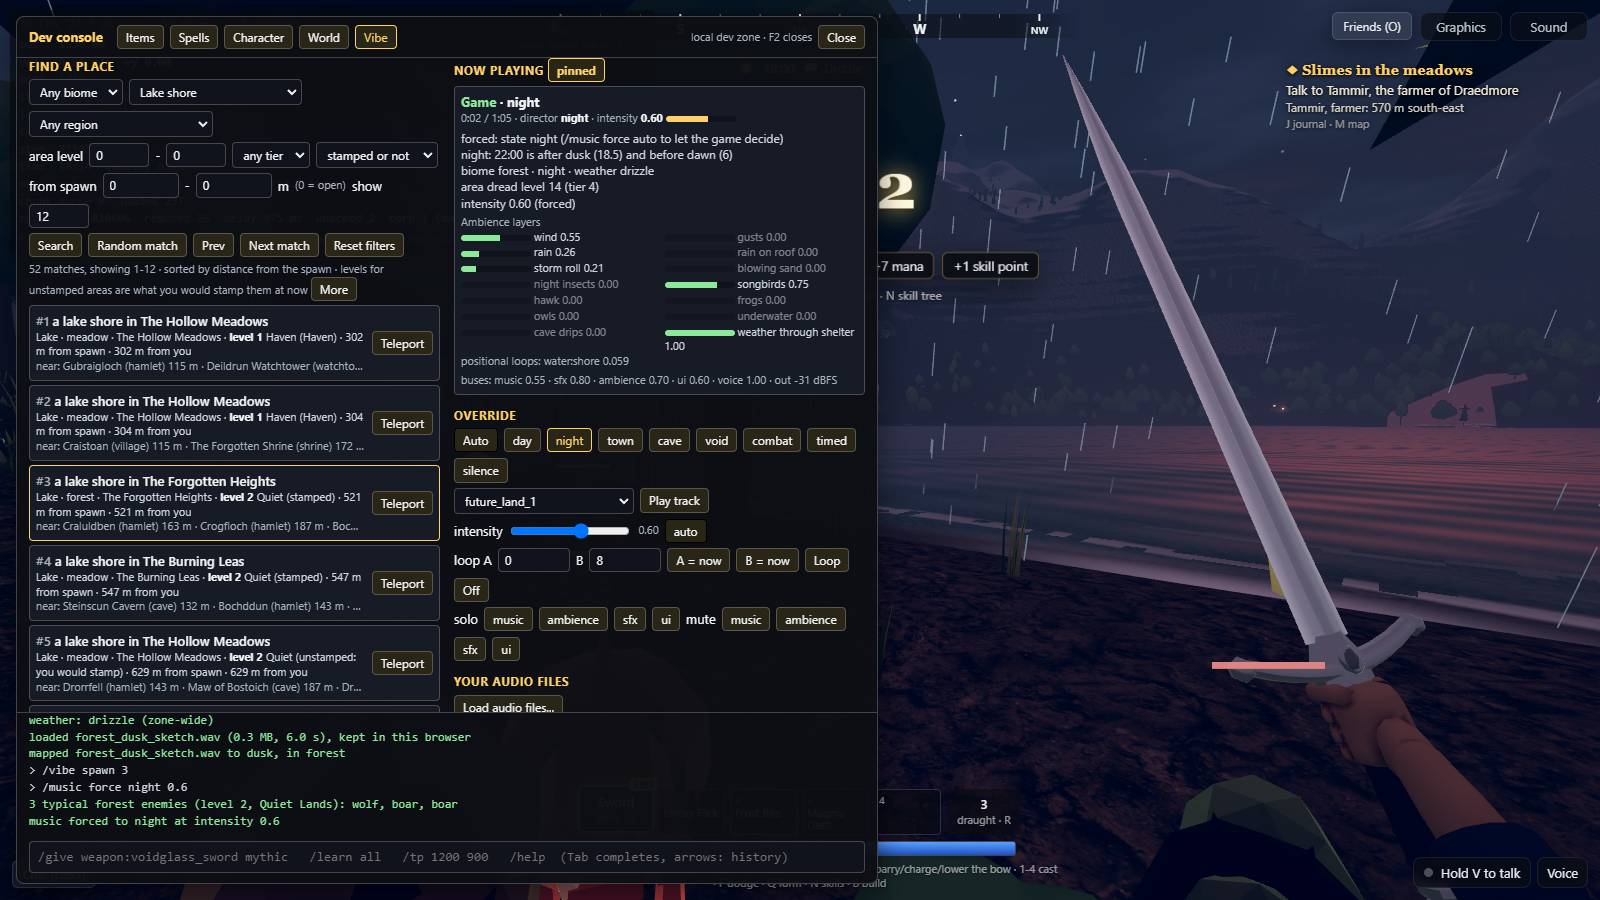 Dev console Items Spells Character World Vibe local dev zone · F2 closes Close
FIND A PLACE
Any biome Lake shore
Any region
area level 0 - 0 any tier stamped or not
from spawn 0 - 0 m (0 = open) show
12
Search Random match Prev Next match Reset filters
52 matches, showing 1-12 · sorted by distance from the spawn · levels for
unstamped areas are what you would stamp them at now More
#1 a lake shore in The Hollow Meadows
Lake · meadow · The Hollow Meadows · level 1 Haven (Haven) · 302
m from spawn · 302 m from you
near: Gubraigloch (hamlet) 115 m · Deildrun Watchtower (watchto...
Teleport
#2 a lake shore in The Hollow Meadows
Lake · meadow · The Hollow Meadows · level 1 Haven (Haven) · 304
m from spawn · 304 m from you
near: Craistoan (village) 115 m · The Forgotten Shrine (shrine) 172 ...
Teleport
#3 a lake shore in The Forgotten Heights
Lake · forest · The Forgotten Heights · level 2 Quiet (stamped) · 521
m from spawn · 521 m from you
near: Craluldben (hamlet) 163 m · Crogfloch (hamlet) 187 m · Boc...
Teleport
#4 a lake shore in The Burning Leas
Lake · meadow · The Burning Leas · level 2 Quiet (stamped) · 547 m
from spawn · 547 m from you
near: Steinscun Cavern (cave) 132 m · Bochddun (hamlet) 143 m · ...
Teleport
#5 a lake shore in The Hollow Meadows
Lake · meadow · The Hollow Meadows · level 2 Quiet (unstamped:
you would stamp) · 629 m from spawn · 629 m from you
near: Drorrfell (hamlet) 143 m · Maw of Bostoich (cave) 187 m · Dr...
Teleport
NOW PLAYING pinned
Game · night
0:02 / 1:05 · director night · intensity 0.60
forced: state night (/music force auto to let the game decide)
night: 22:00 is after dusk (18.5) and before dawn (6)
biome forest · night · weather drizzle
area dread level 14 (tier 4)
intensity 0.60 (forced)
Ambience layers
wind 0.55 gusts 0.00
rain 0.26 rain on roof 0.00
storm roll 0.21 blowing sand 0.00
night insects 0.00 songbirds 0.75
hawk 0.00 frogs 0.00
owls 0.00 underwater 0.00
cave drips 0.00 weather through shelter
1.00
positional loops: water:shore 0.059
buses: music 0.55 · sfx 0.80 · ambience 0.70 · ui 0.60 · voice 1.00 · out -31 dBFS
OVERRIDE
Auto day night town cave void combat timed
silence
future_land_1 Play track
intensity 0.60 auto
loop A 0 B 8 A = now B = now Loop
Off
solo music ambience sfx ui mute music ambience
sfx ui
YOUR AUDIO FILES
Load audio files...
weather: drizzle (zone-wide)
loaded forest_dusk_sketch.wav (0.3 MB, 6.0 s), kept in this browser
mapped forest_dusk_sketch.wav to dusk, in forest
> /vibe spawn 3
> /music force night 0.6
3 typical forest enemies (level 2, Quiet Lands): wolf, boar, boar
music forced to night at intensity 0.6
/give weapon:voidglass_sword mythic /learn all /tp 1200 900 /help (Tab completes, arrows: history)
W NW
Friends (O) Graphics Sound
◆ Slimes in the meadows
Talk to Tammir, the farmer of Draedmore
Tammir, farmer: 570 m south-east
J journal · M map
2
7 mana +1 skill point
· N skill tree
4
3
draught · R
parry/charge/lower the bow · 1-4 cast
Hold V to talk Voice